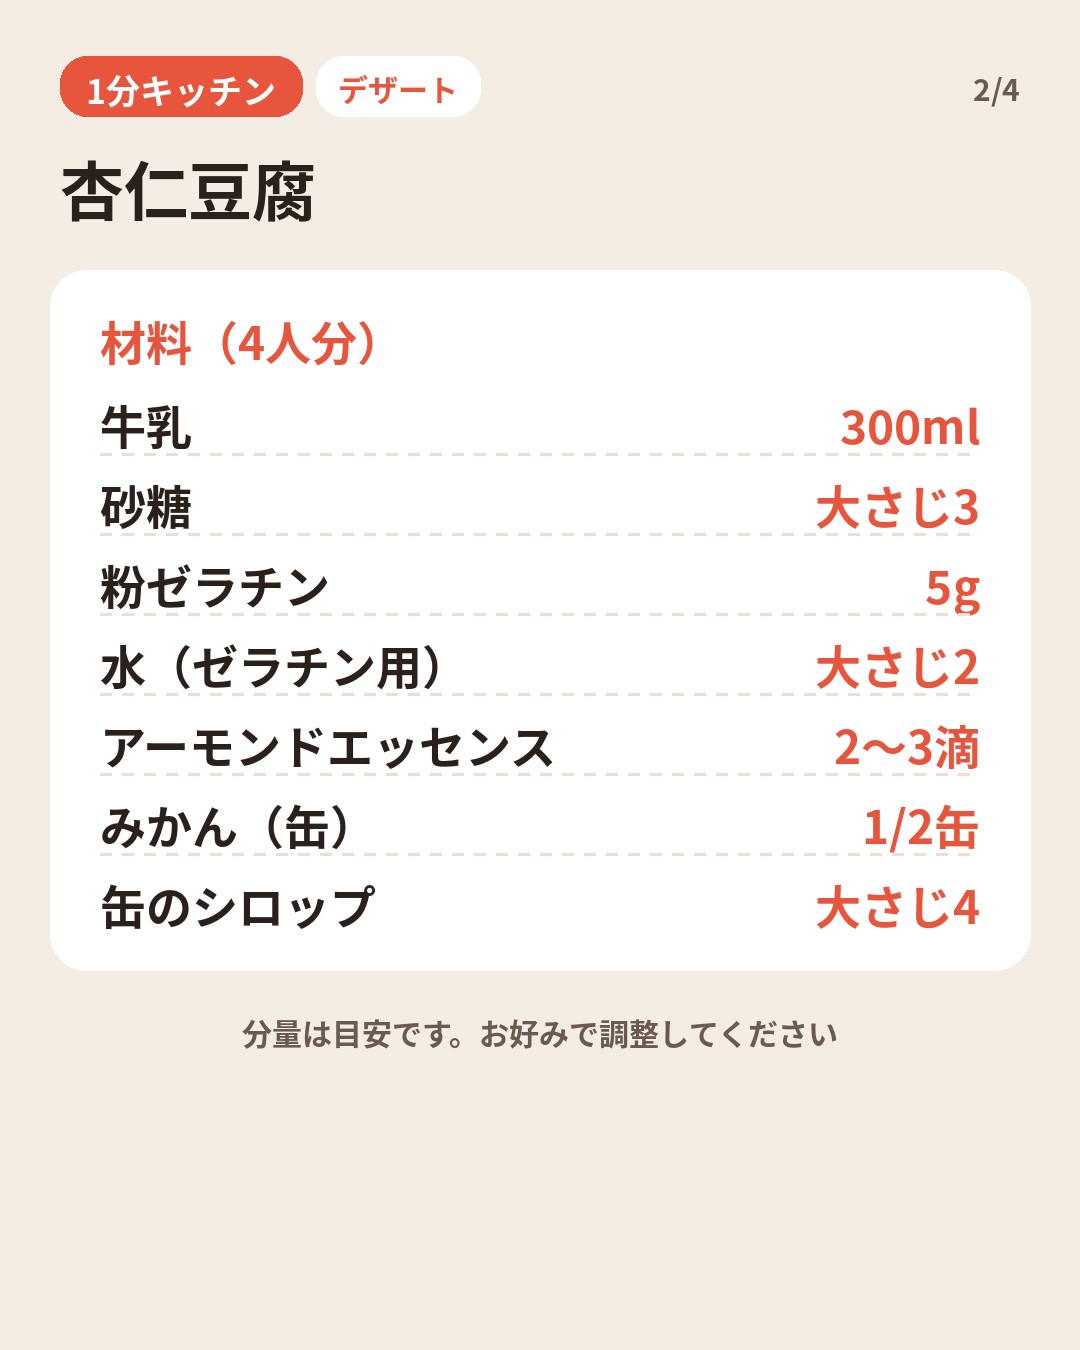 1分キッチン デザート 2/4
杏仁豆腐
材料（4人分）
牛乳 300ml
砂糖 大さじ3
粉ゼラチン 5g
水（ゼラチン用） 大さじ2
アーモンドエッセンス 2〜3滴
みかん（缶） 1/2缶
缶のシロップ 大さじ4
分量は目安です。お好みで調整してください